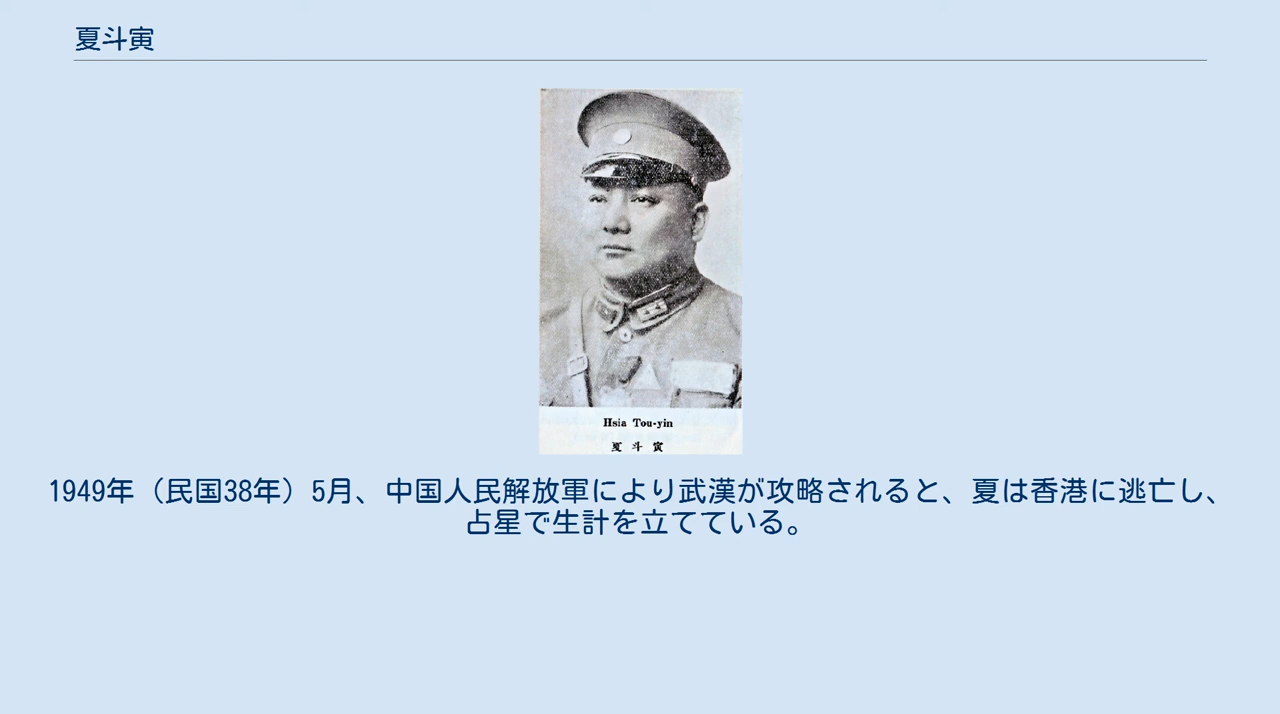 夏斗寅
Hsia Tou-yin
夏斗寅
1949年（民国38年）5月、中国人民解放軍により武漢が攻略されると、夏は香港に逃亡し、
占星で生計を立てている。